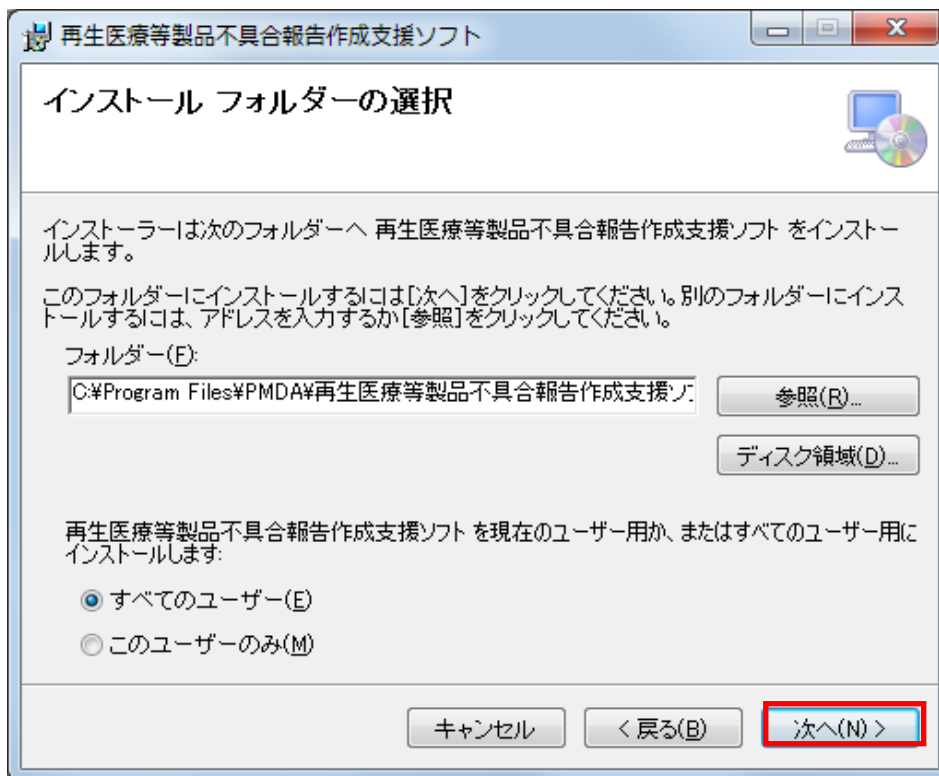 再生医療等製品不具合報告作成支援ソフト
インストール フォルダーの選択
インストーラーは次のフォルダーへ 再生医療等製品不具合報告作成支援ソフト をインストー
ルします。
このフォルダーにインストールするには[次へ]をクリックしてください。別のフォルダーにインス
トールするには、アドレスを入力するか[参照]をクリックしてください。
フォルダー(F):
C:¥Program Files¥PMDA¥再生医療等製品不具合報告作成支援ソ
参照(R)...
ディスク領域(D)...
再生医療等製品不具合報告作成支援ソフト を現在のユーザー用か、またはすべてのユーザー用に
インストールします:
すべてのユーザー(E)
このユーザーのみ(M)
キャンセル
< 戻る(B)
次へ(N) >